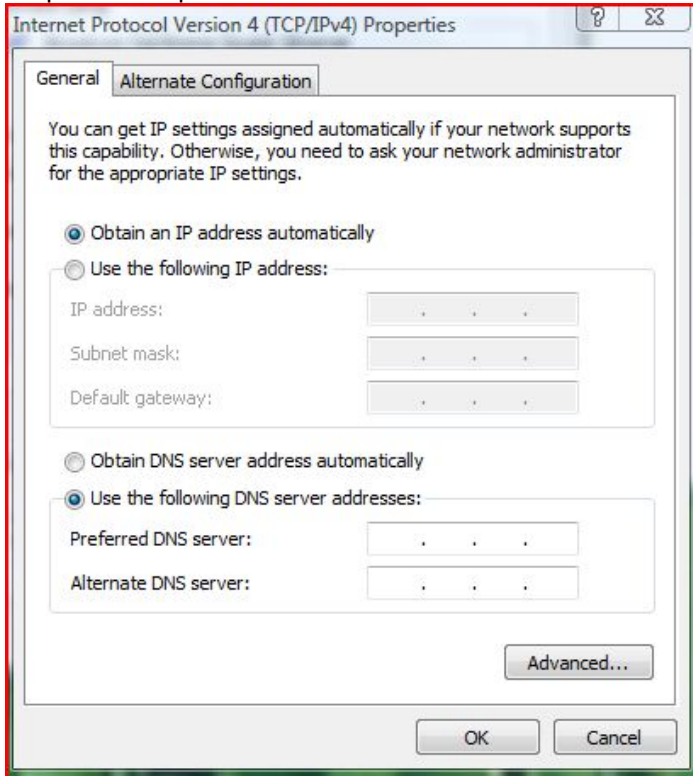 Internet Protocol Version 4 (TCP/IPv4) Properties
General
Alternate Configuration
You can get IP settings assigned automatically if your network supports
this capability. Otherwise, you need to ask your network administrator
for the appropriate IP settings.
Obtain an IP address automatically
Use the following IP address:
IP address:
Subnet mask:
Default gateway:
Obtain DNS server address automatically
Use the following DNS server addresses:
Preferred DNS server:
Alternate DNS server:
Advanced...
OK
Cancel